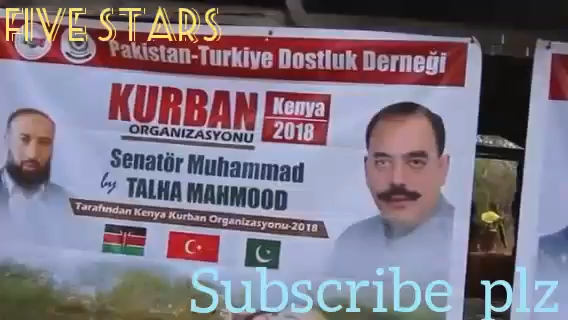 FIVE STARS
Pakistan-Turkiye Dostluk Derneği
KURBAN
ORGANIZASYONU
Kenya
2018
Senatör Muhammad
by TALHA MAHMOOD
Tarafından Kenya Kurban Organizasyonu-2018
Subscribe plz